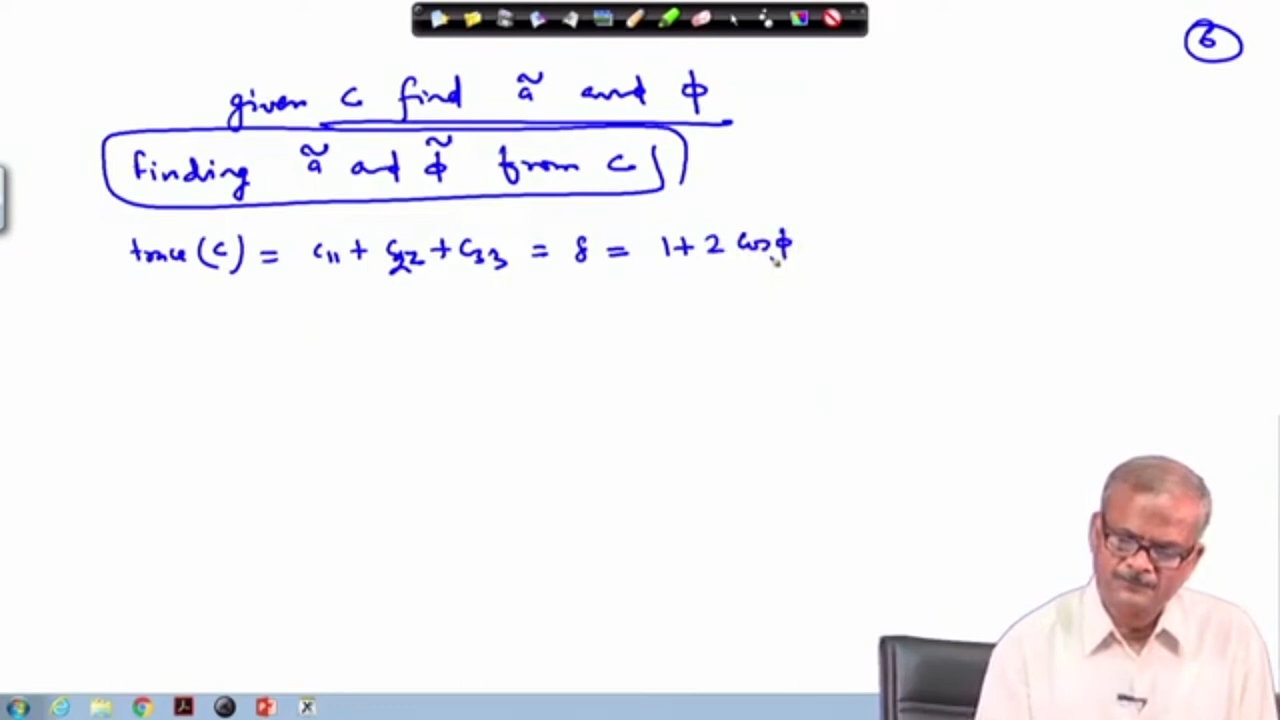 6
given C find ã and φ
Finding ã and φ̃ from C
trace (C) = C₁₁ + C₂₂ + C₃₃ = δ = 1 + 2 cos φ